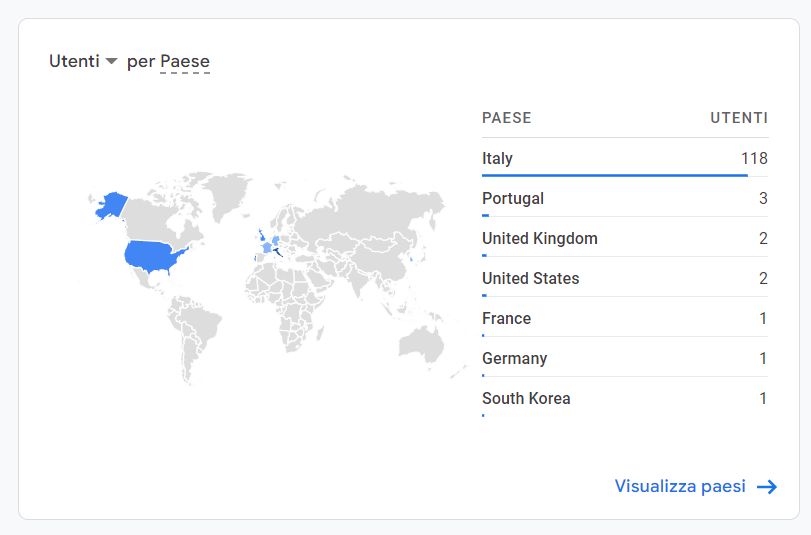 Utenti per Paese
PAESE UTENTI
Italy 118
Portugal 3
United Kingdom 2
United States 2
France 1
Germany 1
South Korea 1
Visualizza paesi